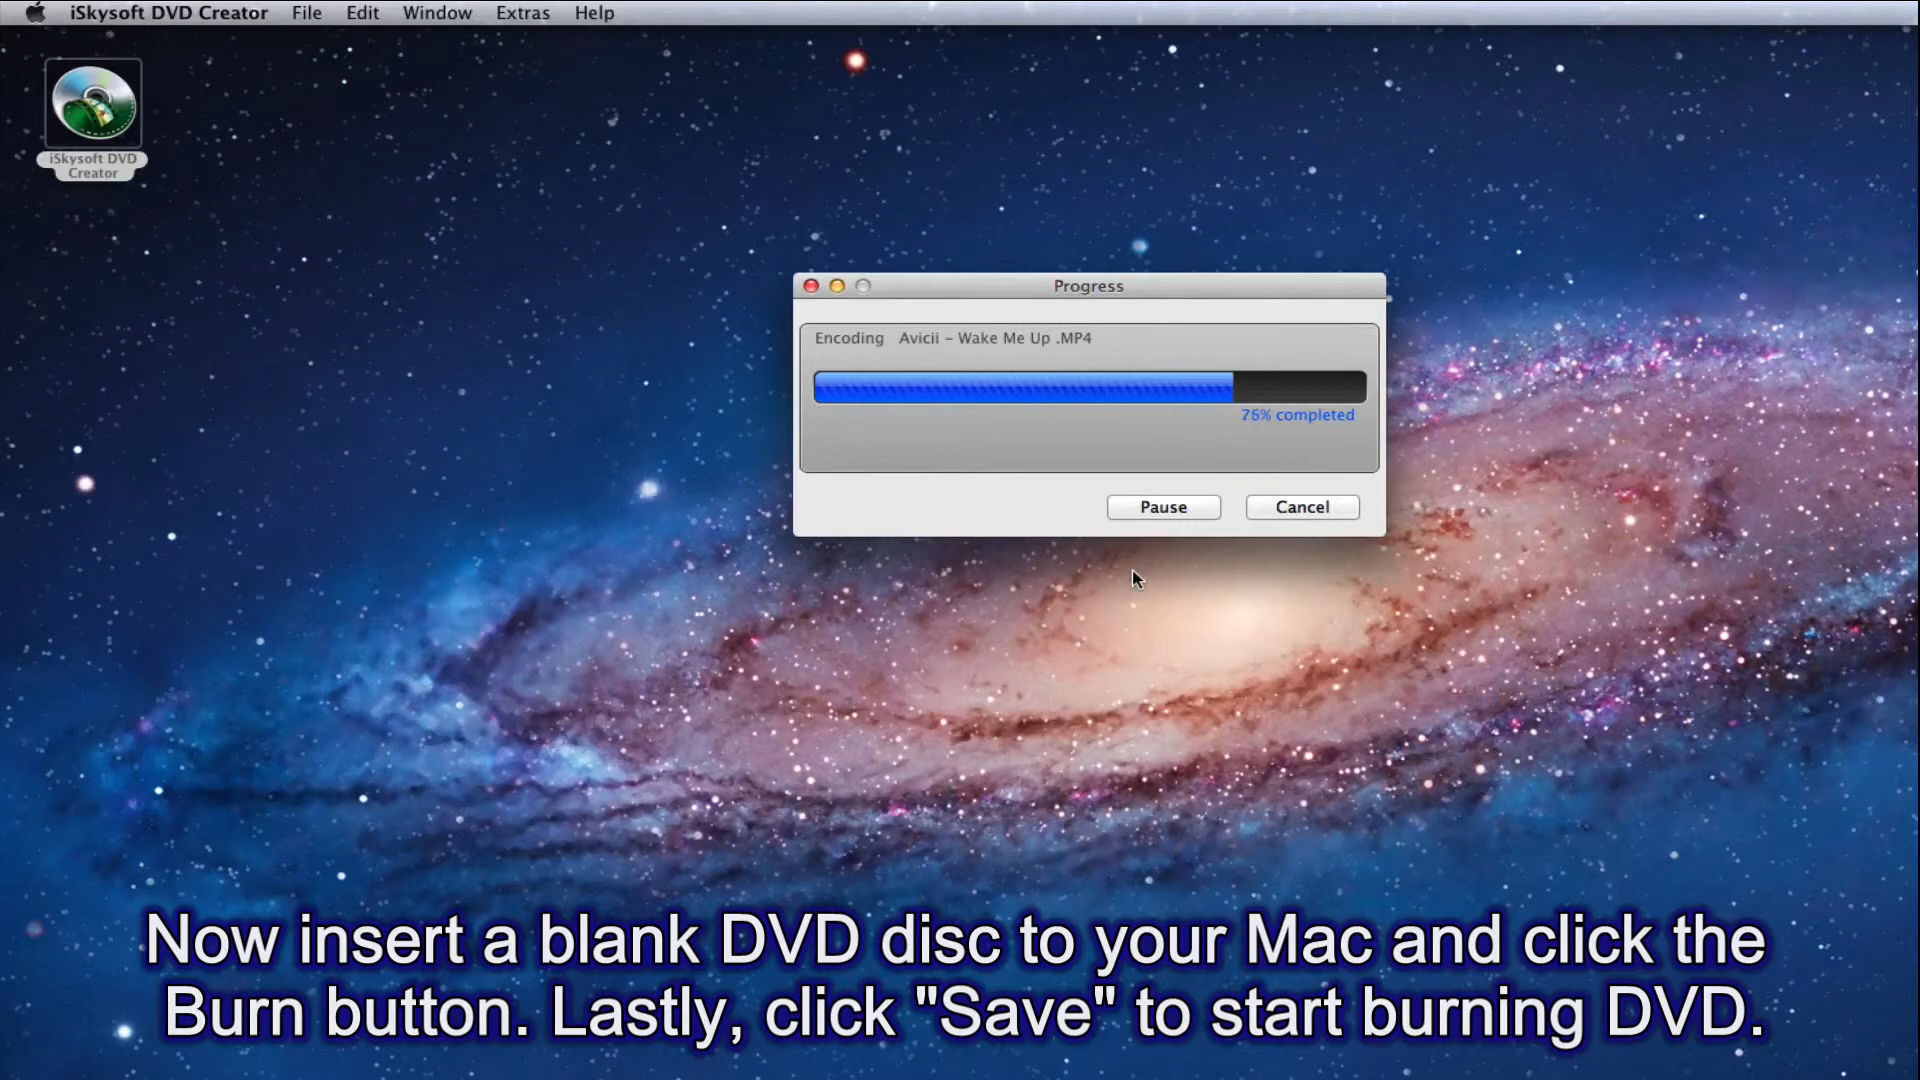 iSkysoft DVD Creator File Edit Window Extras Help
iSkysoft DVD
Creator
Progress
Encoding Avicii - Wake Me Up .MP4
75% completed
Pause Cancel
Now insert a blank DVD disc to your Mac and click the
Burn button. Lastly, click "Save" to start burning DVD.